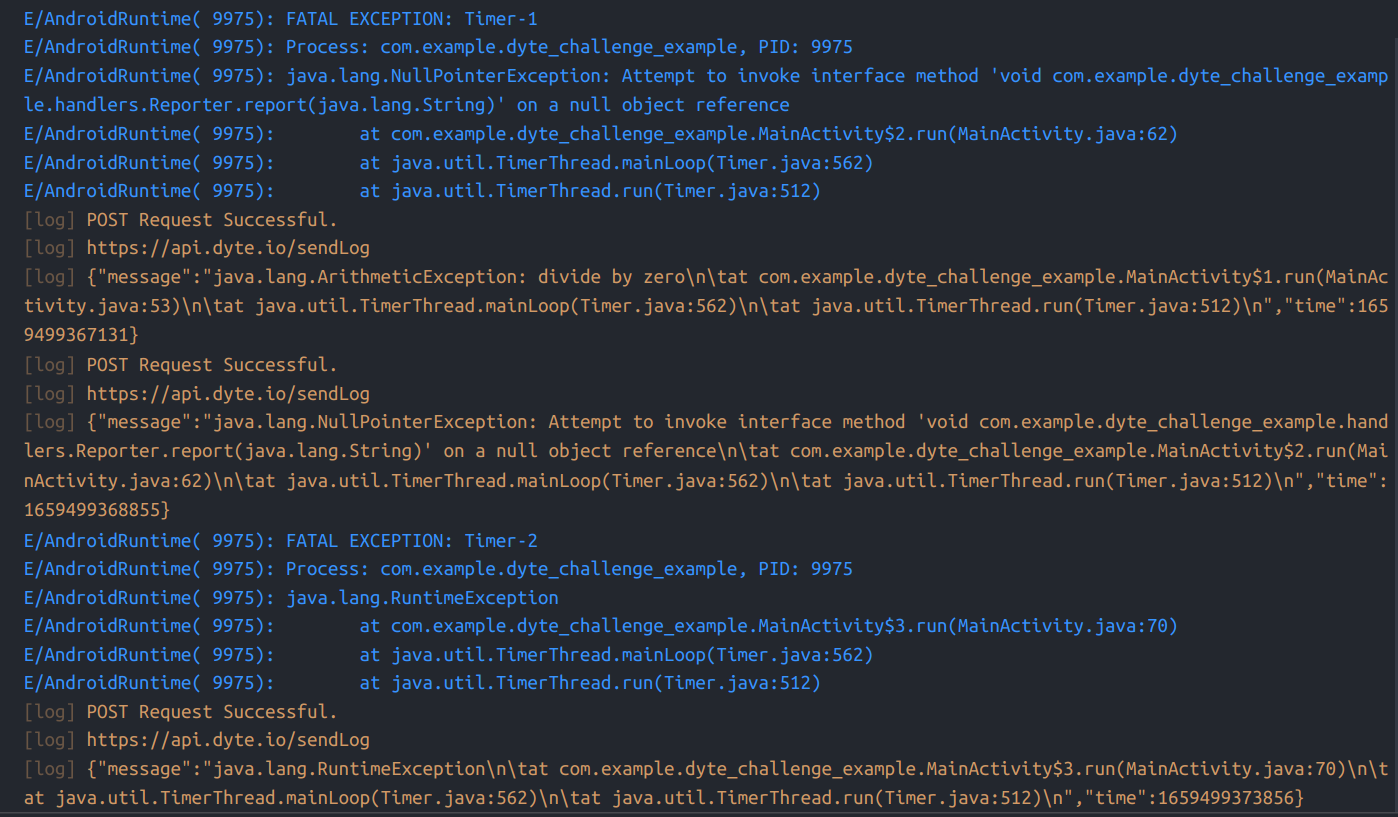 E/AndroidRuntime( 9975): FATAL EXCEPTION: Timer-1
E/AndroidRuntime( 9975): Process: com.example.dyte_challenge_example, PID: 9975
E/AndroidRuntime( 9975): java.lang.NullPointerException: Attempt to invoke interface method 'void com.example.dyte_challenge_examp
le.handlers.Reporter.report(java.lang.String)' on a null object reference
E/AndroidRuntime( 9975):        at com.example.dyte_challenge_example.MainActivity$2.run(MainActivity.java:62)
E/AndroidRuntime( 9975):        at java.util.TimerThread.mainLoop(Timer.java:562)
E/AndroidRuntime( 9975):        at java.util.TimerThread.run(Timer.java:512)
[log] POST Request Successful.
[log] https://api.dyte.io/sendLog
[log] {"message":"java.lang.ArithmeticException: divide by zero\n\tat com.example.dyte_challenge_example.MainActivity$1.run(MainAc
tivity.java:53)\n\tat java.util.TimerThread.mainLoop(Timer.java:562)\n\tat java.util.TimerThread.run(Timer.java:512)\n","time":165
9499367131}
[log] POST Request Successful.
[log] https://api.dyte.io/sendLog
[log] {"message":"java.lang.NullPointerException: Attempt to invoke interface method 'void com.example.dyte_challenge_example.hand
lers.Reporter.report(java.lang.String)' on a null object reference\n\tat com.example.dyte_challenge_example.MainActivity$2.run(Mai
nActivity.java:62)\n\tat java.util.TimerThread.mainLoop(Timer.java:562)\n\tat java.util.TimerThread.run(Timer.java:512)\n","time":
1659499368855}
E/AndroidRuntime( 9975): FATAL EXCEPTION: Timer-2
E/AndroidRuntime( 9975): Process: com.example.dyte_challenge_example, PID: 9975
E/AndroidRuntime( 9975): java.lang.RuntimeException
E/AndroidRuntime( 9975):        at com.example.dyte_challenge_example.MainActivity$3.run(MainActivity.java:70)
E/AndroidRuntime( 9975):        at java.util.TimerThread.mainLoop(Timer.java:562)
E/AndroidRuntime( 9975):        at java.util.TimerThread.run(Timer.java:512)
[log] POST Request Successful.
[log] https://api.dyte.io/sendLog
[log] {"message":"java.lang.RuntimeException\n\tat com.example.dyte_challenge_example.MainActivity$3.run(MainActivity.java:70)\n\t
at java.util.TimerThread.mainLoop(Timer.java:562)\n\tat java.util.TimerThread.run(Timer.java:512)\n","time":1659499373856}